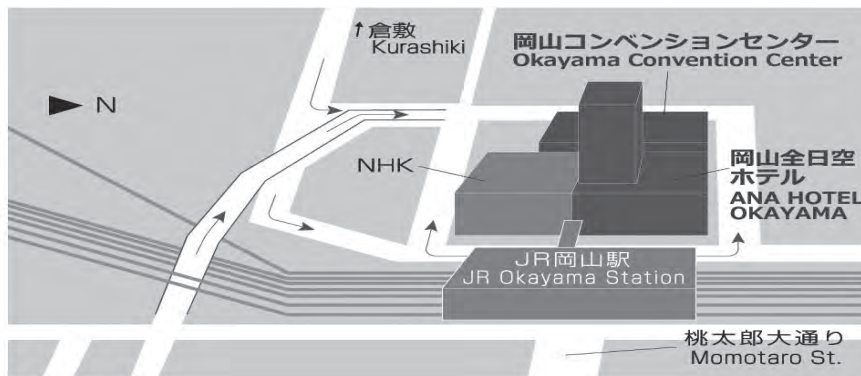 ↑倉敷
Kurashiki
岡山コンベンションセンター
Okayama Convention Center
N
NHK
岡山全日空
ホテル
ANA HOTEL
OKAYAMA
JR岡山駅
JR Okayama Station
桃太郎大通り
Momotaro St.